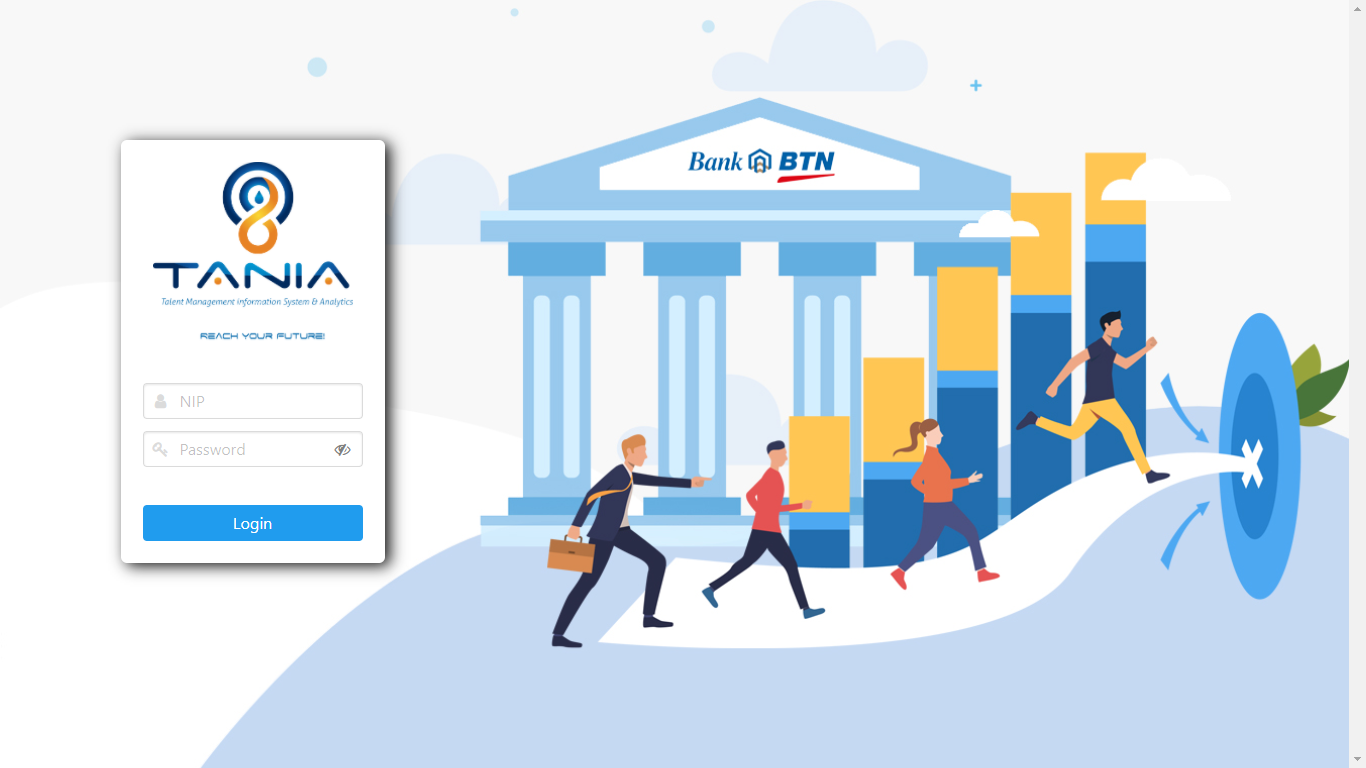 TANIA
Talent Management information System & Analytics
REACH YOUR FUTURE!
NIP
Password
Login
Bank BTN